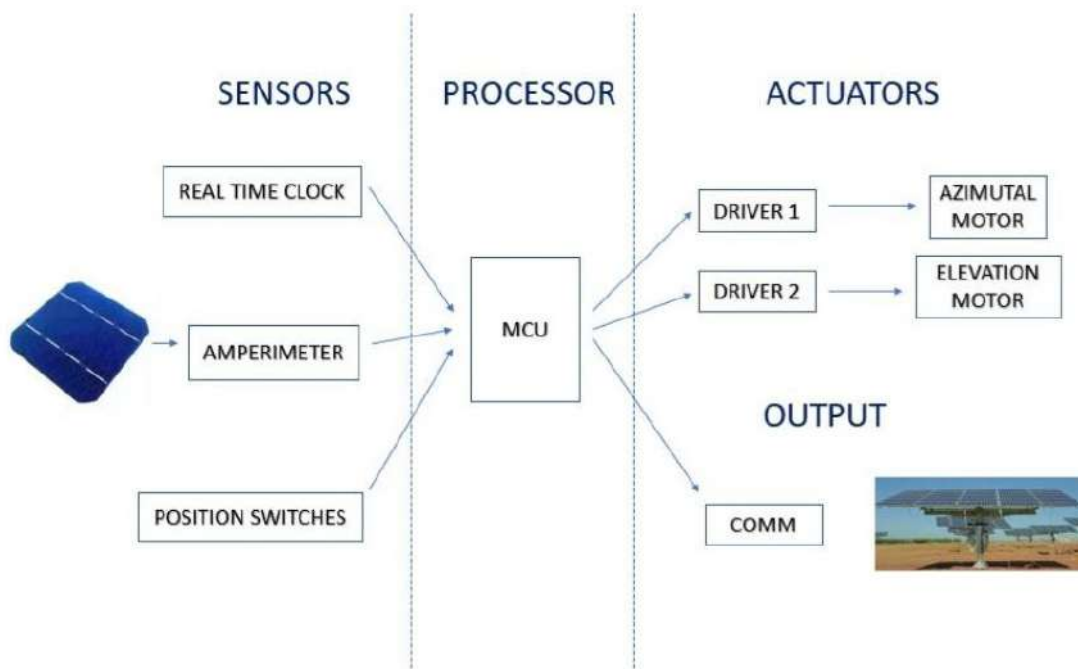 SENSORS
PROCESSOR
ACTUATORS
REAL TIME CLOCK
DRIVER 1
AZIMUTAL
MOTOR
DRIVER 2
ELEVATION
MOTOR
MCU
AMPERIMETER
OUTPUT
POSITION SWITCHES
COMM